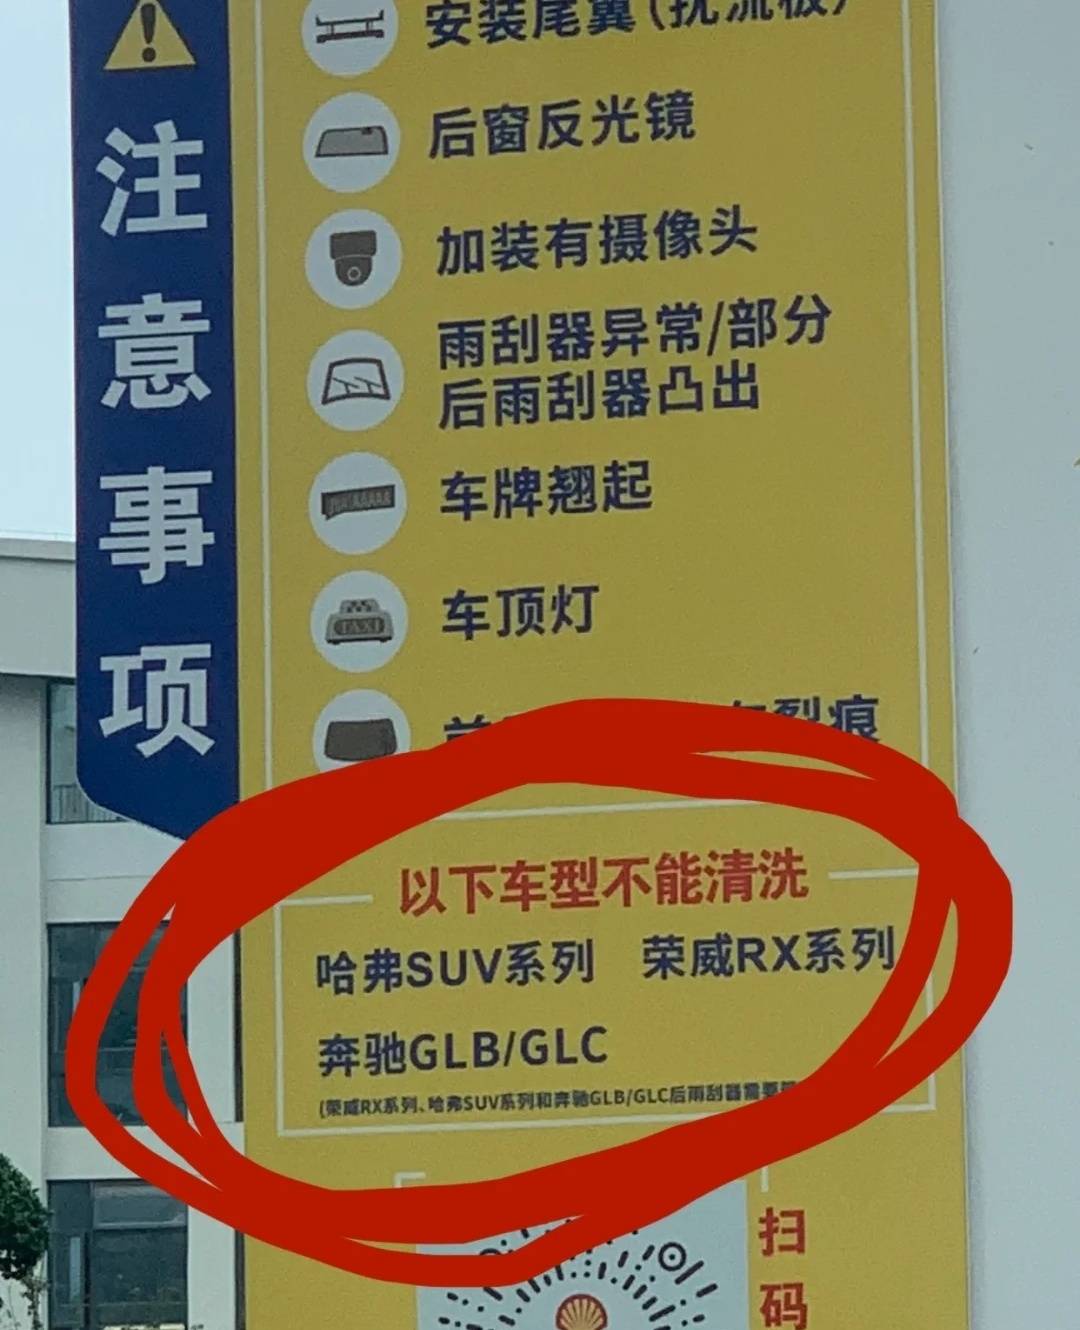 注意事项
安装尾翼(扰流板)
后窗反光镜
加装有摄像头
雨刮器异常/部分
后雨刮器凸出
车牌翘起
TAXI
车顶灯
裂痕
以下车型不能清洗
哈弗SUV系列 荣威RX系列
奔驰GLB/GLC
(荣威RX系列、哈弗SUV系列和奔驰GLB/GLC后雨刮器需要
扫码